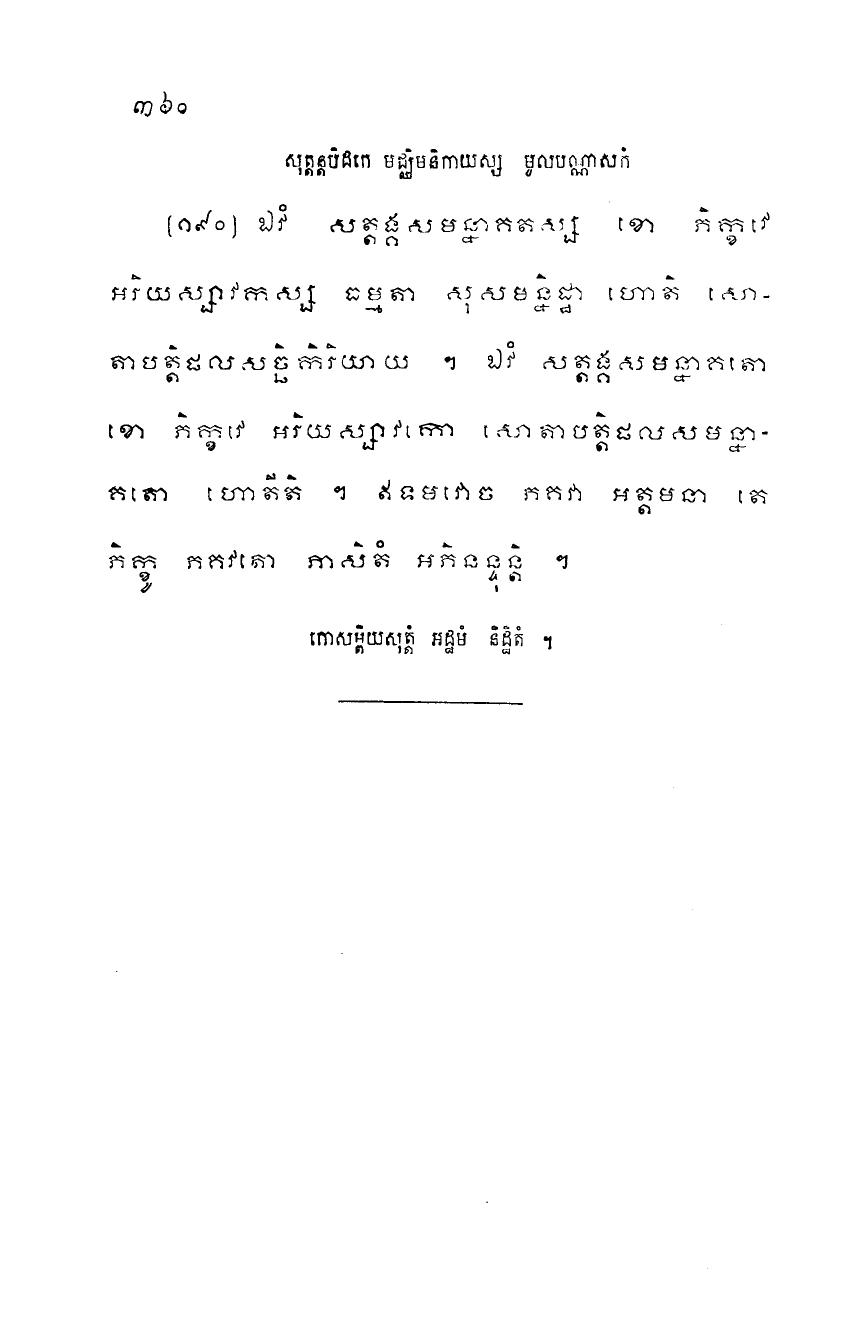 ៣៦០
សុត្តន្តបិដកេ មជ្ឈិមនិកាយស្ស មូលបណ្ណាសកំ
[១៩០] ឯវំ សត្តង្គសមន្នាគតស្ស ខោ ភិក្ខវេ
អរិយស្សាវកស្ស ធម្មតា សុសមន្និដ្ឋា ហោតិ សោ-
តាបត្តិផលសច្ឆិកិរិយាយ ។ ឯវំ សត្តង្គសមន្នាគតោ
ខោ ភិក្ខវេ អរិយស្សាវកោ សោតាបត្តិផលសមន្នា-
គតោ ហោតីតិ ។ ឥទមវោច ភគវា អត្តមនា តេ
ភិក្ខូ ភគវតោ ភាសិតំ អភិនន្ទុន្តិ ។
កោសម្ពិយសុត្តំ អដ្ឋមំ និដ្ឋិតំ ។